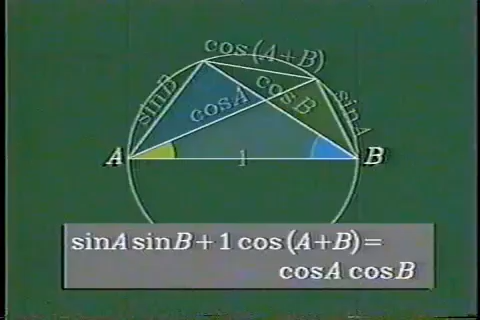 cos(A+B)
sinB
cosA
cosB
sinA
A
1
B
sinA sinB+1 cos(A+B)=
cosA cosB